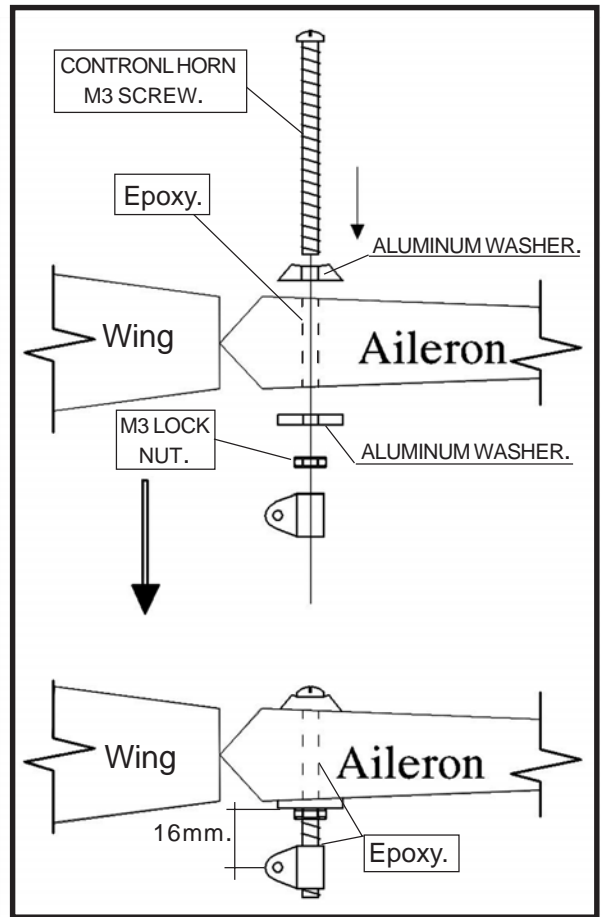 CONTRONL HORN
M3 SCREW.
Epoxy.
ALUMINUM WASHER.
Wing
Aileron
M3 LOCK
NUT.
ALUMINUM WASHER.
Wing
Aileron
16mm.
Epoxy.